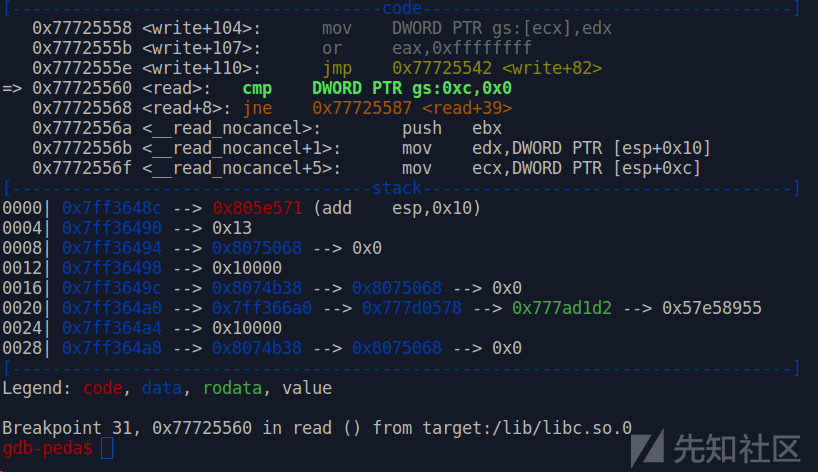 [-------------------------------------code-------------------------------------]
   0x77725558 <write+104>:	mov    DWORD PTR gs:[ecx],edx
   0x7772555b <write+107>:	or     eax,0xffffffff
   0x7772555e <write+110>:	jmp    0x77725542 <write+82>
=> 0x77725560 <read>:	cmp    DWORD PTR gs:0xc,0x0
   0x77725568 <read+8>:	jne    0x77725587 <read+39>
   0x7772556a <__read_nocancel>:	push   ebx
   0x7772556b <__read_nocancel+1>:	mov    edx,DWORD PTR [esp+0x10]
   0x7772556f <__read_nocancel+5>:	mov    ecx,DWORD PTR [esp+0xc]
[------------------------------------stack-------------------------------------]
0000| 0x7ff3648c --> 0x805e571 (add    esp,0x10)
0004| 0x7ff36490 --> 0x13
0008| 0x7ff36494 --> 0x8075068 --> 0x0
0012| 0x7ff36498 --> 0x10000
0016| 0x7ff3649c --> 0x8074b38 --> 0x8075068 --> 0x0
0020| 0x7ff364a0 --> 0x7ff366a0 --> 0x777d0578 --> 0x777ad1d2 --> 0x57e58955
0024| 0x7ff364a4 --> 0x10000
0028| 0x7ff364a8 --> 0x8074b38 --> 0x8075068 --> 0x0
[------------------------------------------------------------------------------]
Legend: code, data, rodata, value
Breakpoint 31, 0x77725560 in read () from target:/lib/libc.so.0
gdb-peda$
先知社区